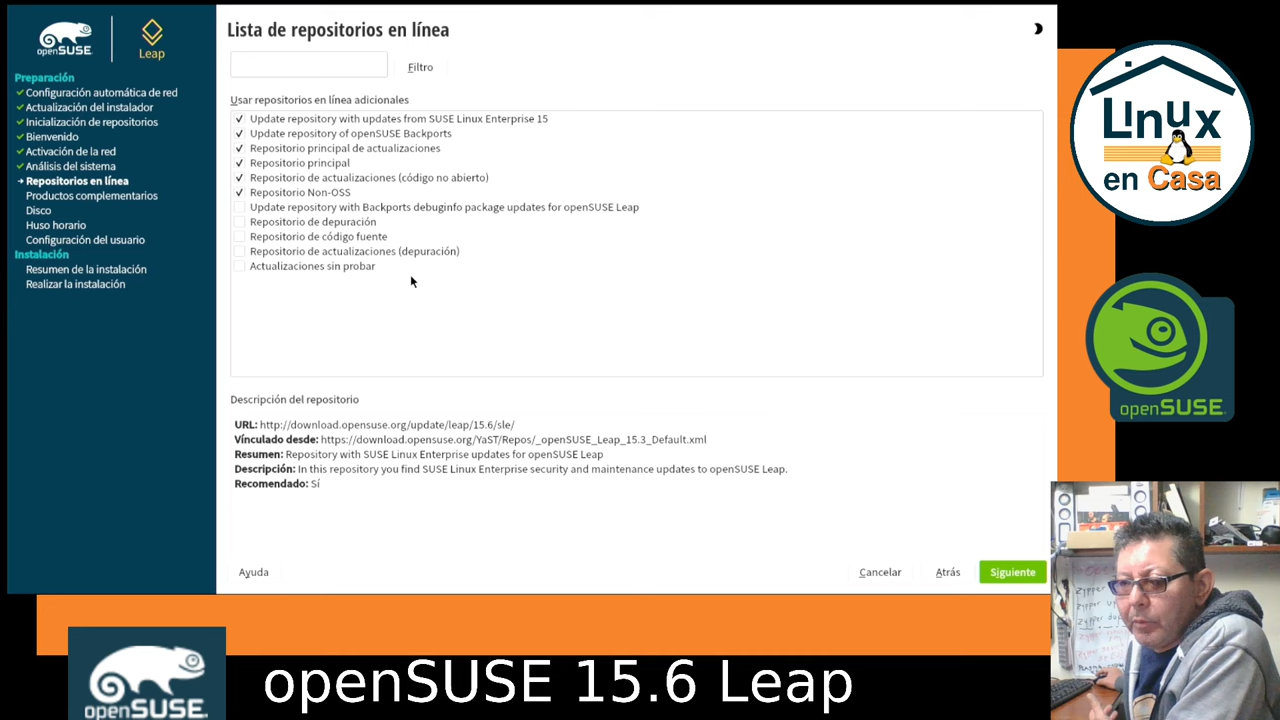 openSUSE
Leap
Preparación
Configuración automática de red
Actualización del instalador
Inicialización de repositorios
Bienvenido
Activación de la red
Análisis del sistema
Repositorios en línea
Productos complementarios
Disco
Huso horario
Configuración del usuario
Instalación
Resumen de la instalación
Realizar la instalación
Lista de repositorios en línea
Filtro
Usar repositorios en línea adicionales
Update repository with updates from SUSE Linux Enterprise 15
Update repository of openSUSE Backports
Repositorio principal de actualizaciones
Repositorio principal
Repositorio de actualizaciones (código no abierto)
Repositorio Non-OSS
Update repository with Backports debuginfo package updates for openSUSE Leap
Repositorio de depuración
Repositorio de código fuente
Repositorio de actualizaciones (depuración)
Actualizaciones sin probar
Descripción del repositorio
URL: http://download.opensuse.org/update/leap/15.6/sle/
Vínculado desde: https://download.opensuse.org/YaST/Repos/_openSUSE_Leap_15.3_Default.xml
Resumen: Repository with SUSE Linux Enterprise updates for openSUSE Leap
Descripción: In this repository you find SUSE Linux Enterprise security and maintenance updates to openSUSE Leap.
Recomendado: Sí
Ayuda
Cancelar
Atrás
Siguiente
LInux
en Casa
openSUSE
Zypper
Zypper
Zypper
openSUSE
openSUSE 15.6 Leap